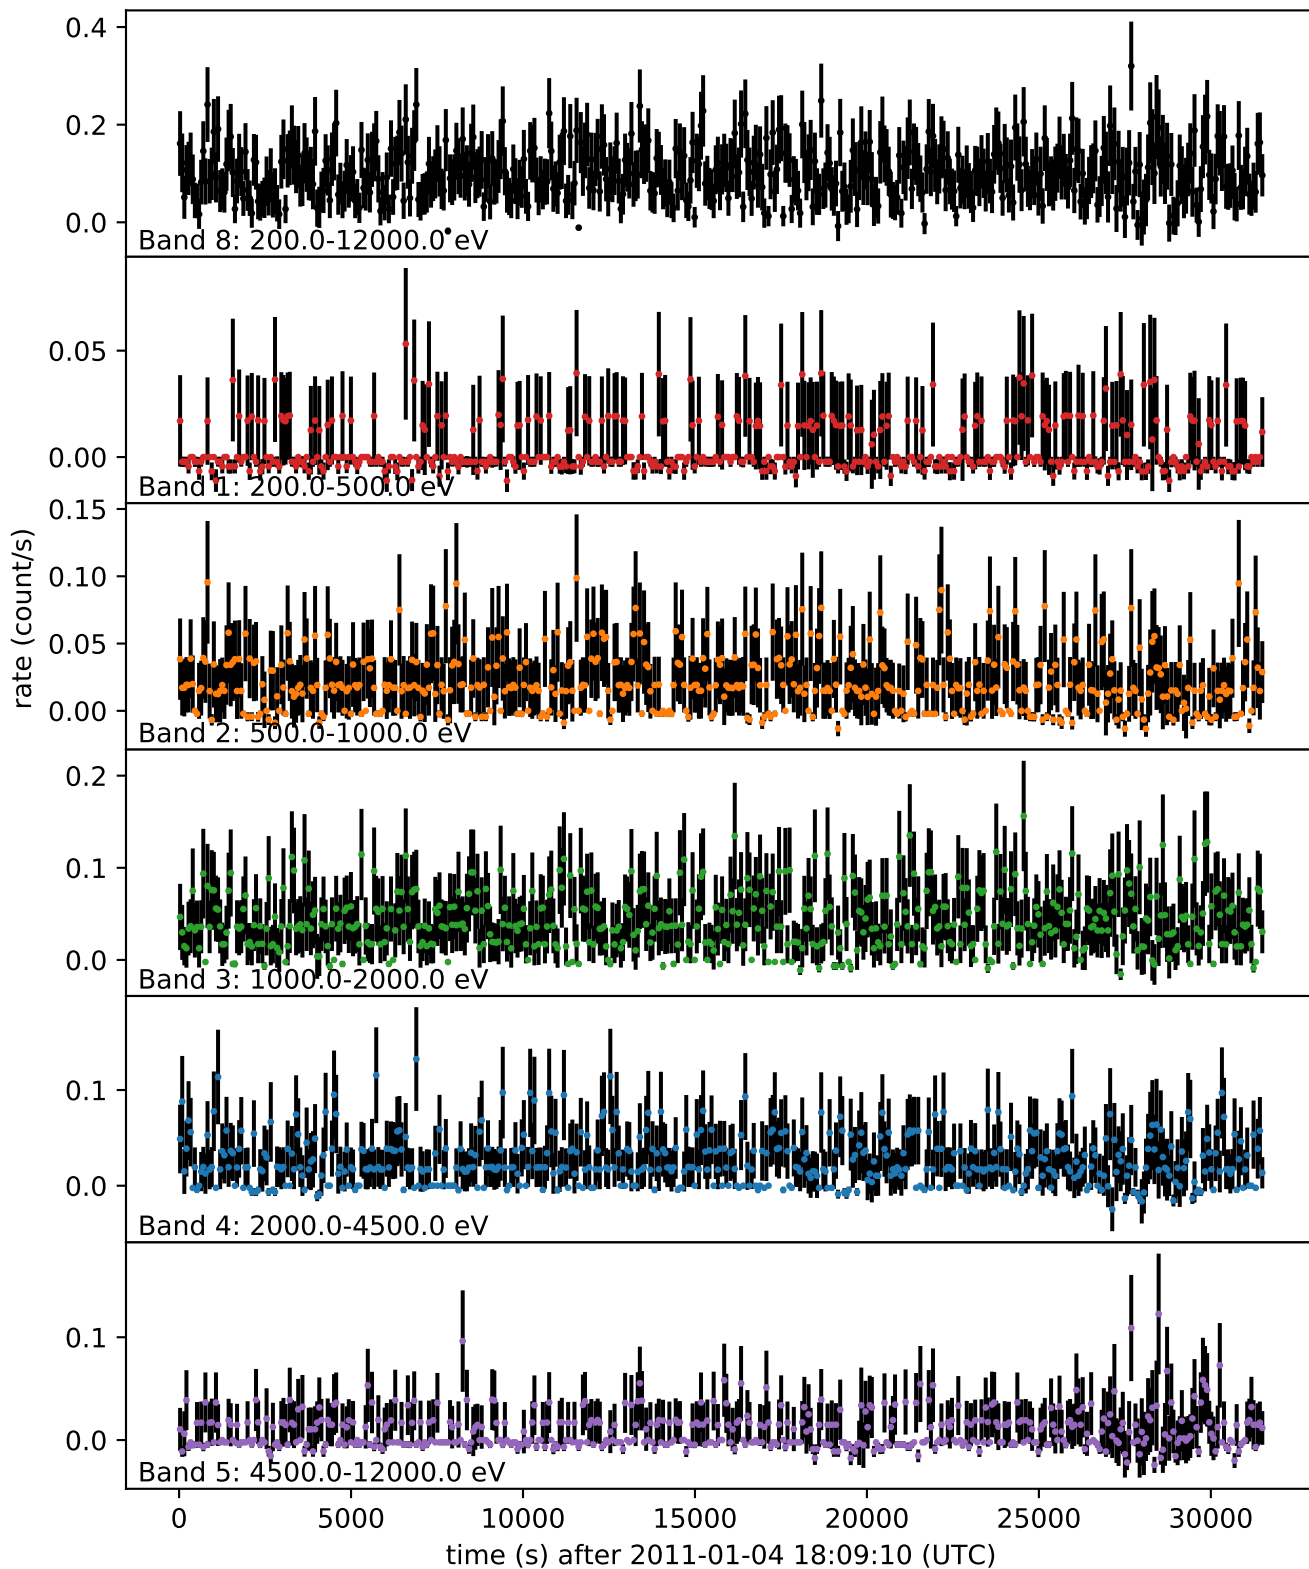 0.4
0.2
0.0
Band 8: 200.0-12000.0 eV
0.05
0.00
Band 1: 200.0-500.0 eV
0.15
0.10
0.05
0.00
Band 2: 500.0-1000.0 eV
rate (count/s)
0.2
0.1
0.0
Band 3: 1000.0-2000.0 eV
0.1
0.0
Band 4: 2000.0-4500.0 eV
0.1
0.0
Band 5: 4500.0-12000.0 eV
0 5000 10000 15000 20000 25000 30000
time (s) after 2011-01-04 18:09:10 (UTC)